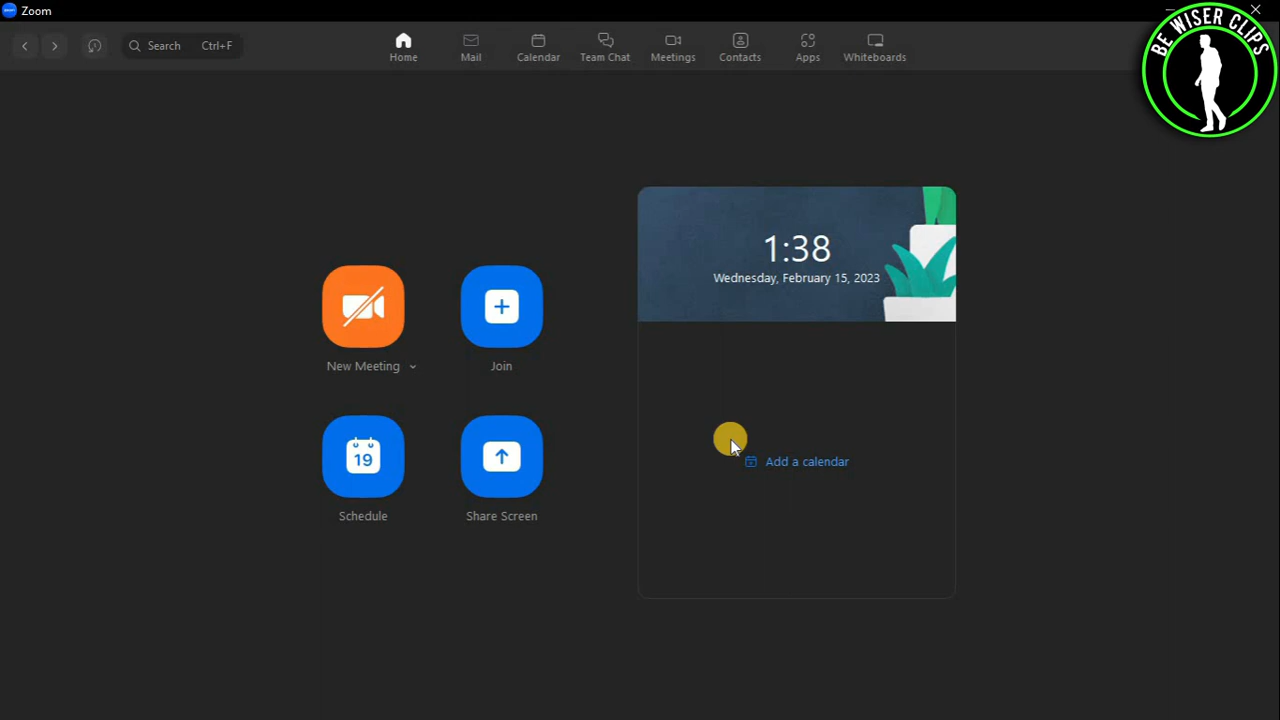 zoom Zoom
Search Ctrl+F
Home Mail Calendar Team Chat Meetings Contacts Apps Whiteboards
BE WISER CLIPS
1:38
Wednesday, February 15, 2023
New Meeting Join
19
Add a calendar
Schedule Share Screen